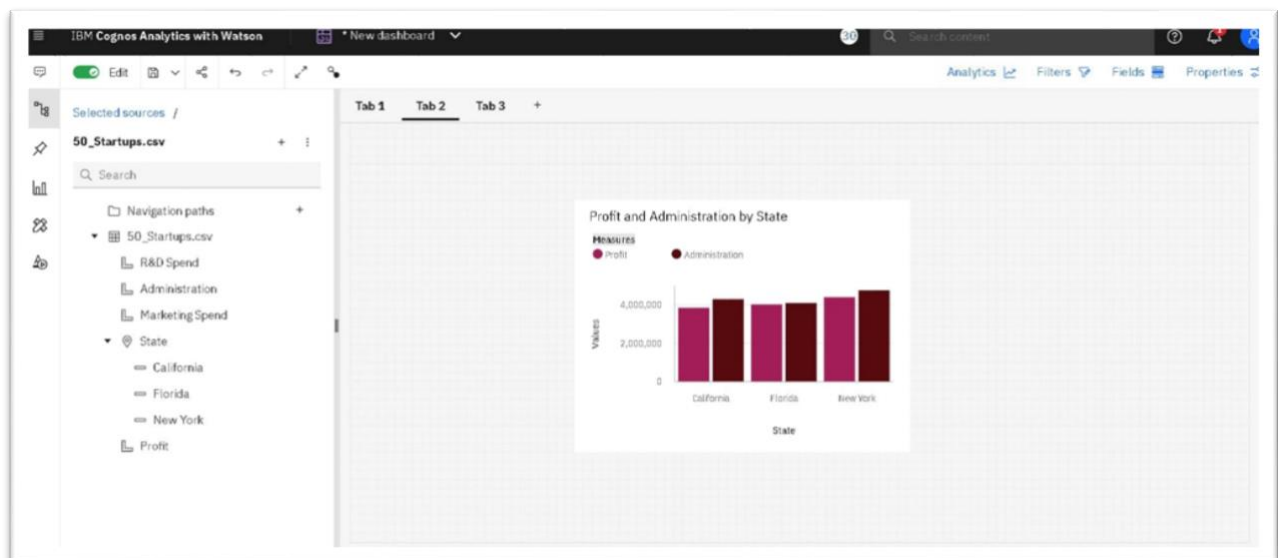 IBM Cognos Analytics with Watson
* New dashboard
30
Search content
Edit
Analytics
Filters
Fields
Properties
Selected sources /
Tab 1
Tab 2
Tab 3
+
50_Startups.csv
+
Search
Navigation paths
+
50_Startups.csv
R&D Spend
Administration
Marketing Spend
State
California
Florida
New York
Profit
Profit and Administration by State
Measures
Profit
Administration
Values
4,000,000
2,000,000
0
California
Florida
New York
State